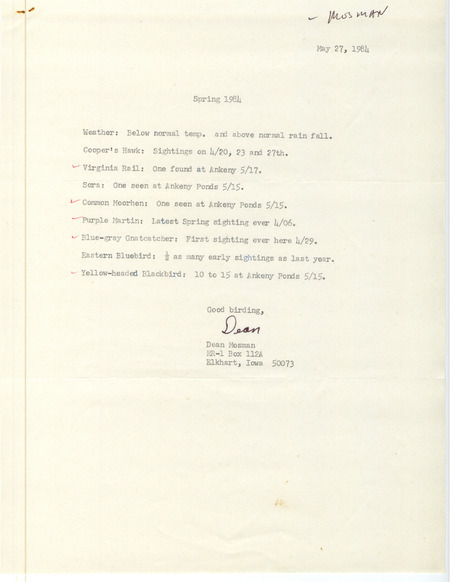 ✓ MOSMAN
May 27, 1984
Spring 1984
Weather: Below normal temp. and above normal rain fall.
Cooper's Hawk: Sightings on 4/20, 23 and 27th.
✓ Virginia Rail: One found at Ankeny 5/17.
Sora: One seen at Ankeny Ponds 5/15.
✓ Common Moorhen: One seen at Ankeny Ponds 5/15.
✓ Purple Martin: Latest Spring sighting ever 4/06.
✓ Blue-gray Gnatcatcher: First sighting ever here 4/29.
Eastern Bluebird: ½ as many early sightings as last year.
✓ Yellow-headed Blackbird: 10 to 15 at Ankeny Ponds 5/15.
Good birding,
Dean
Dean Mosman
RR-1 Box 112A
Elkhart, Iowa 50073